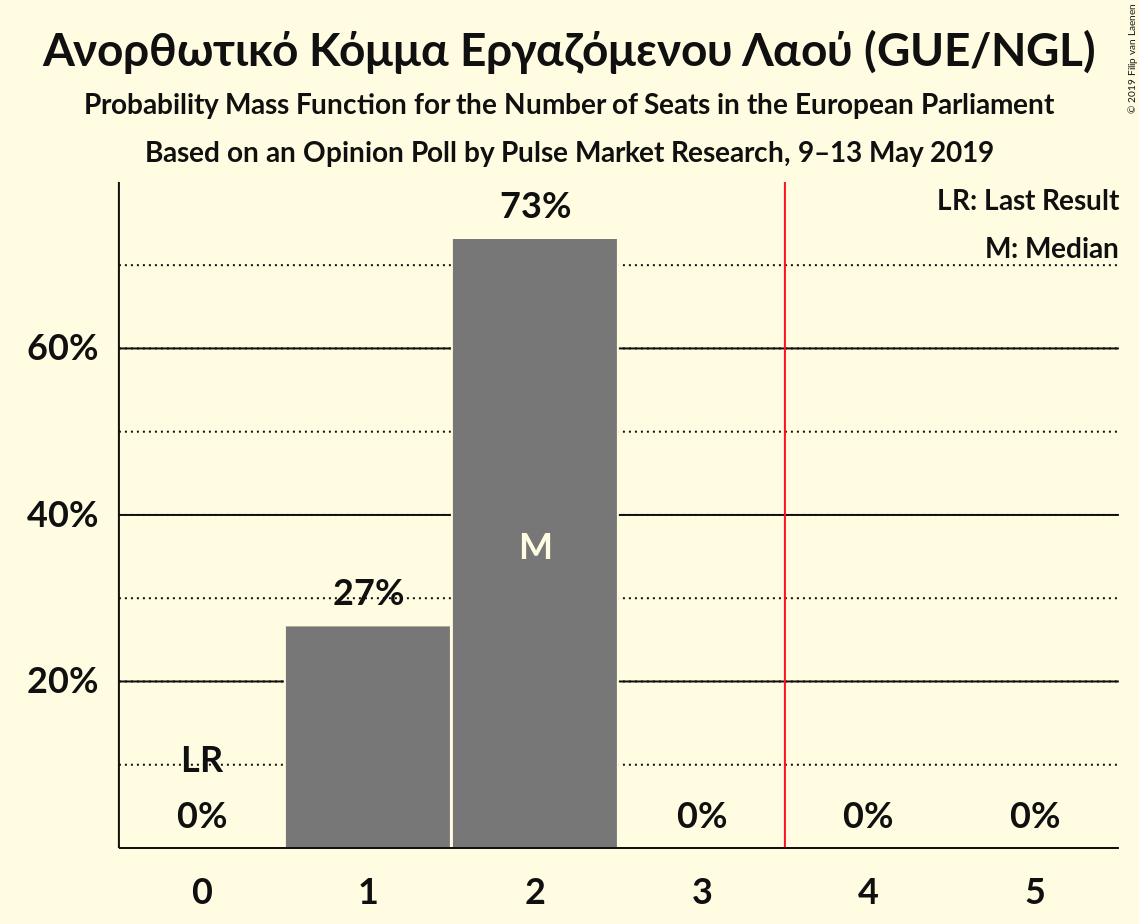 Ανορθωτικό Κόμμα Εργαζόμενου Λαού (GUE/NGL)
Probability Mass Function for the Number of Seats in the European Parliament
Based on an Opinion Poll by Pulse Market Research, 9–13 May 2019
© 2019 Filip van Laenen
LR: Last Result
M: Median
73%
60%
40%
M
27%
20%
LR
0%
0%
0%
0%
0 1 2 3 4 5